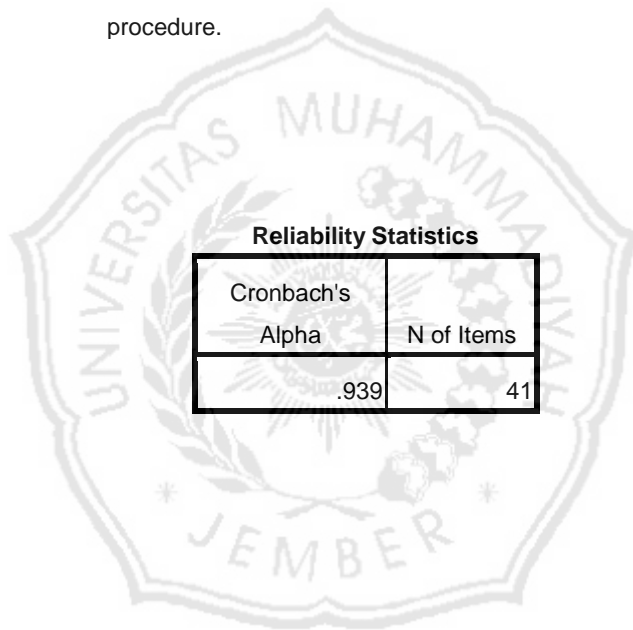 procedure.
UNIVERSITAS MUHAMMADIYAH
JEMBER
Reliability Statistics
Cronbach's
Alpha N of Items
.939 41